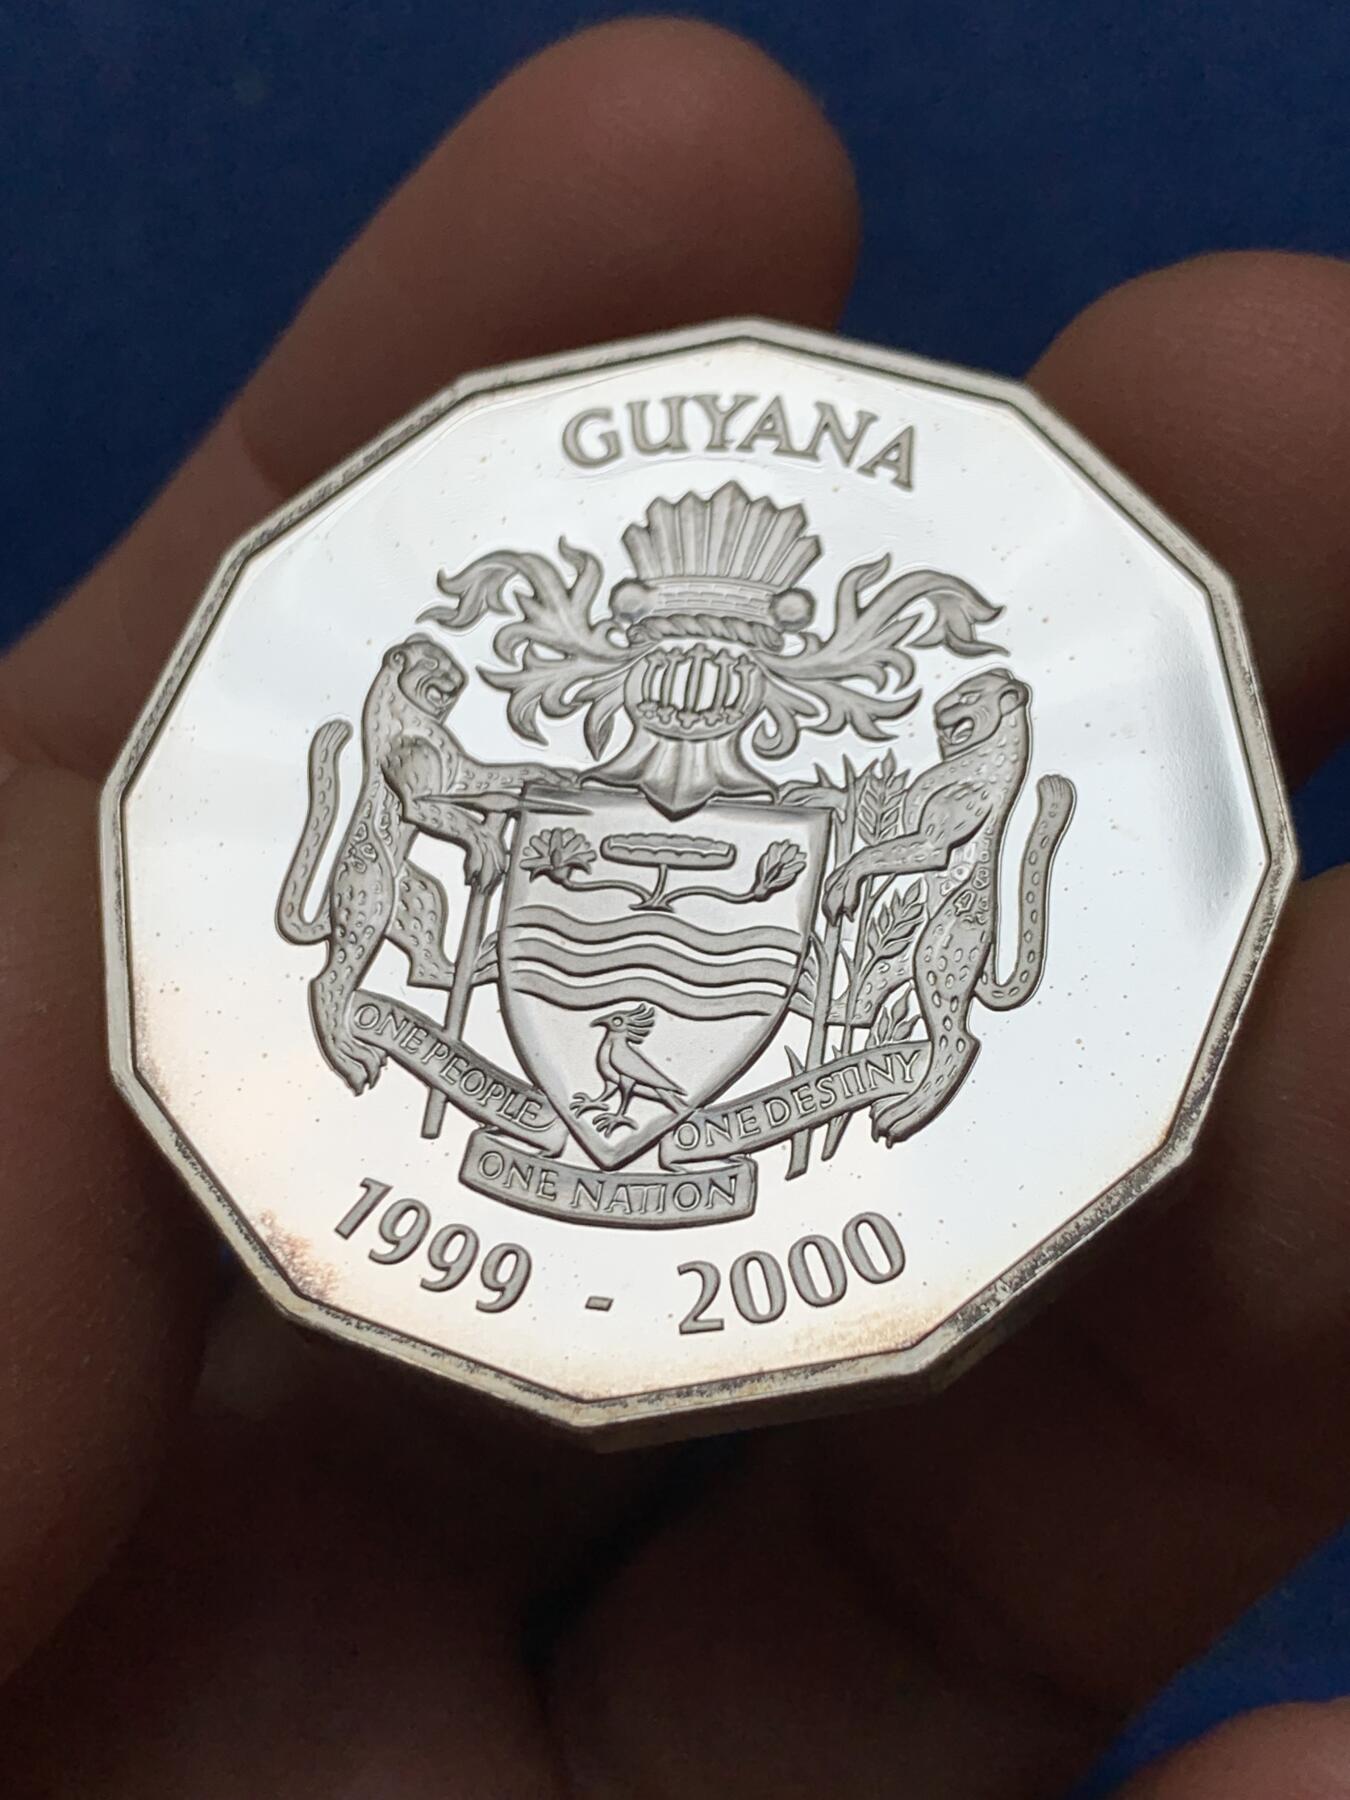 GUYANA
ONE PEOPLE
ONE NATION
ONE DESTINY
1999 - 2000